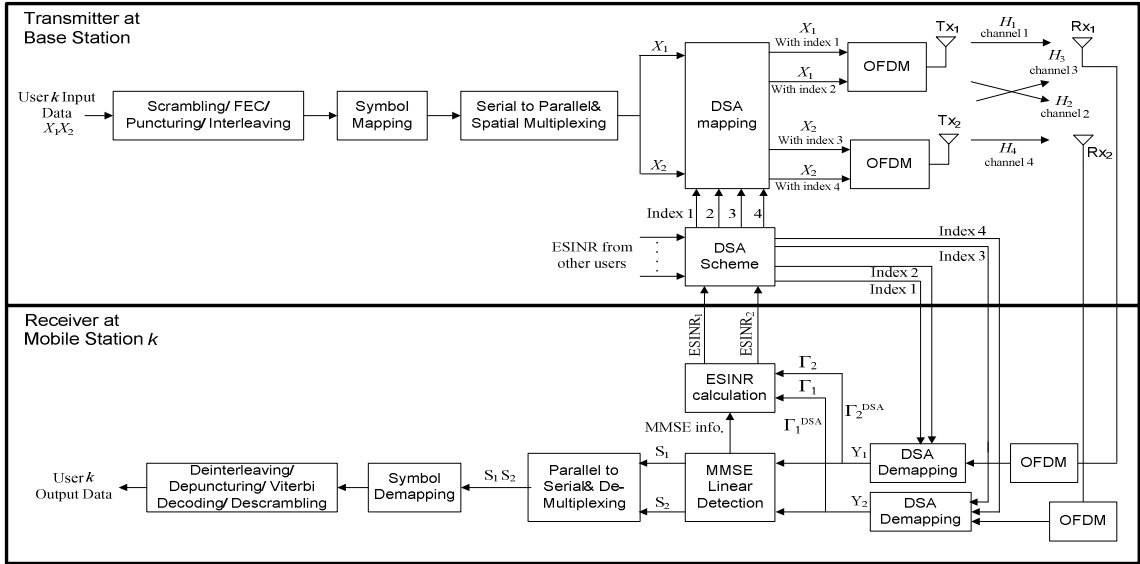 Transmitter at
Base Station
User k Input
Data
X1X2
Scrambling/ FEC/
Puncturing/ Interleaving
Symbol
Mapping
Serial to Parallel&
Spatial Multiplexing
X1
X2
DSA
mapping
X1
With index 1
X1
With index 2
X2
With index 3
X2
With index 4
OFDM
OFDM
Tx1
Tx2
H1
channel 1
H3
channel 3
H2
channel 2
H4
channel 4
Rx1
Rx2
Index 1 2 3 4
ESINR from
other users
DSA
Scheme
Index 4
Index 3
Index 2
Index 1
Receiver at
Mobile Station k
ESINR1
ESINR2
ESINR
calculation
Γ2
Γ1
Γ1DSA
Γ2DSA
MMSE info.
User k
Output Data
Deinterleaving/
Depuncturing/ Viterbi
Decoding/ Descrambling
Symbol
Demapping
S1 S2
Parallel to
Serial& De-
Multiplexing
S1
S2
MMSE
Linear
Detection
Y1
Y2
DSA
Demapping
DSA
Demapping
OFDM
OFDM